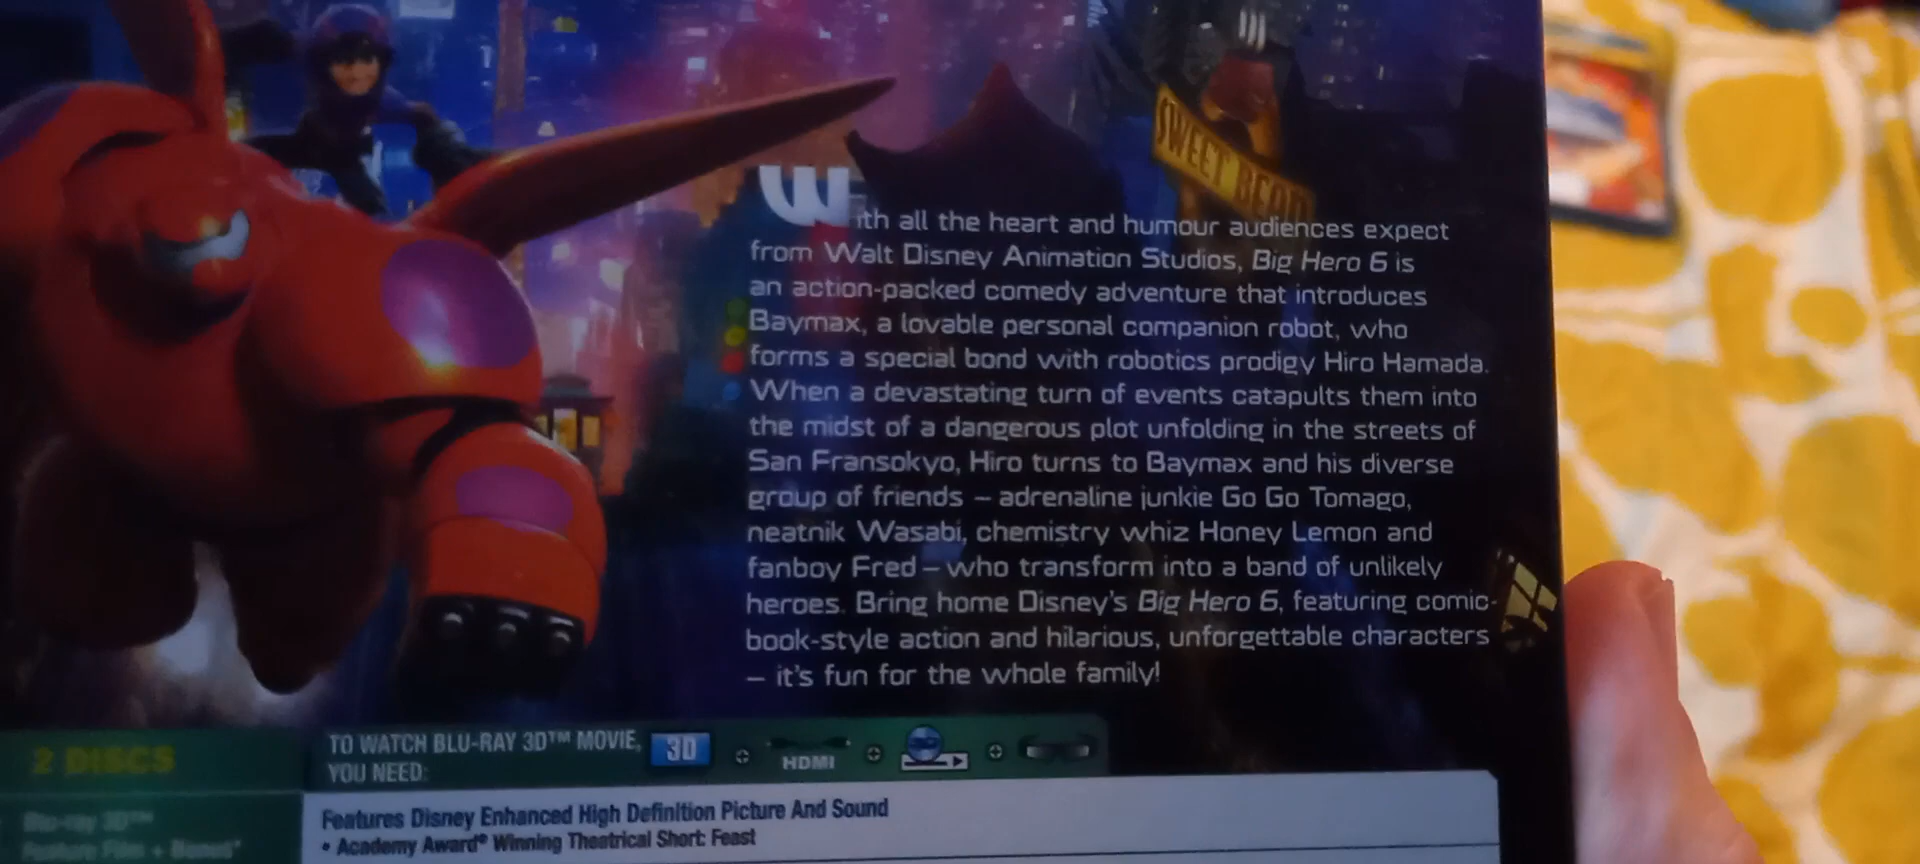 SWEET BEAN
With all the heart and humour audiences expect
from Walt Disney Animation Studios, Big Hero 6 is
an action-packed comedy adventure that introduces
Baymax, a lovable personal companion robot, who
forms a special bond with robotics prodigy Hiro Hamada.
When a devastating turn of events catapults them into
the midst of a dangerous plot unfolding in the streets of
San Fransokyo, Hiro turns to Baymax and his diverse
group of friends – adrenaline junkie Go Go Tomago,
neatnik Wasabi, chemistry whiz Honey Lemon and
fanboy Fred – who transform into a band of unlikely
heroes. Bring home Disney's Big Hero 6, featuring comic-
book-style action and hilarious, unforgettable characters
– it's fun for the whole family!
2 DISCS
TO WATCH BLU-RAY 3D™ MOVIE,
YOU NEED:
3D
HDMI
Blu-ray 3D™
Feature Film + Bonus*
Features Disney Enhanced High Definition Picture And Sound
• Academy Award® Winning Theatrical Short: Feast